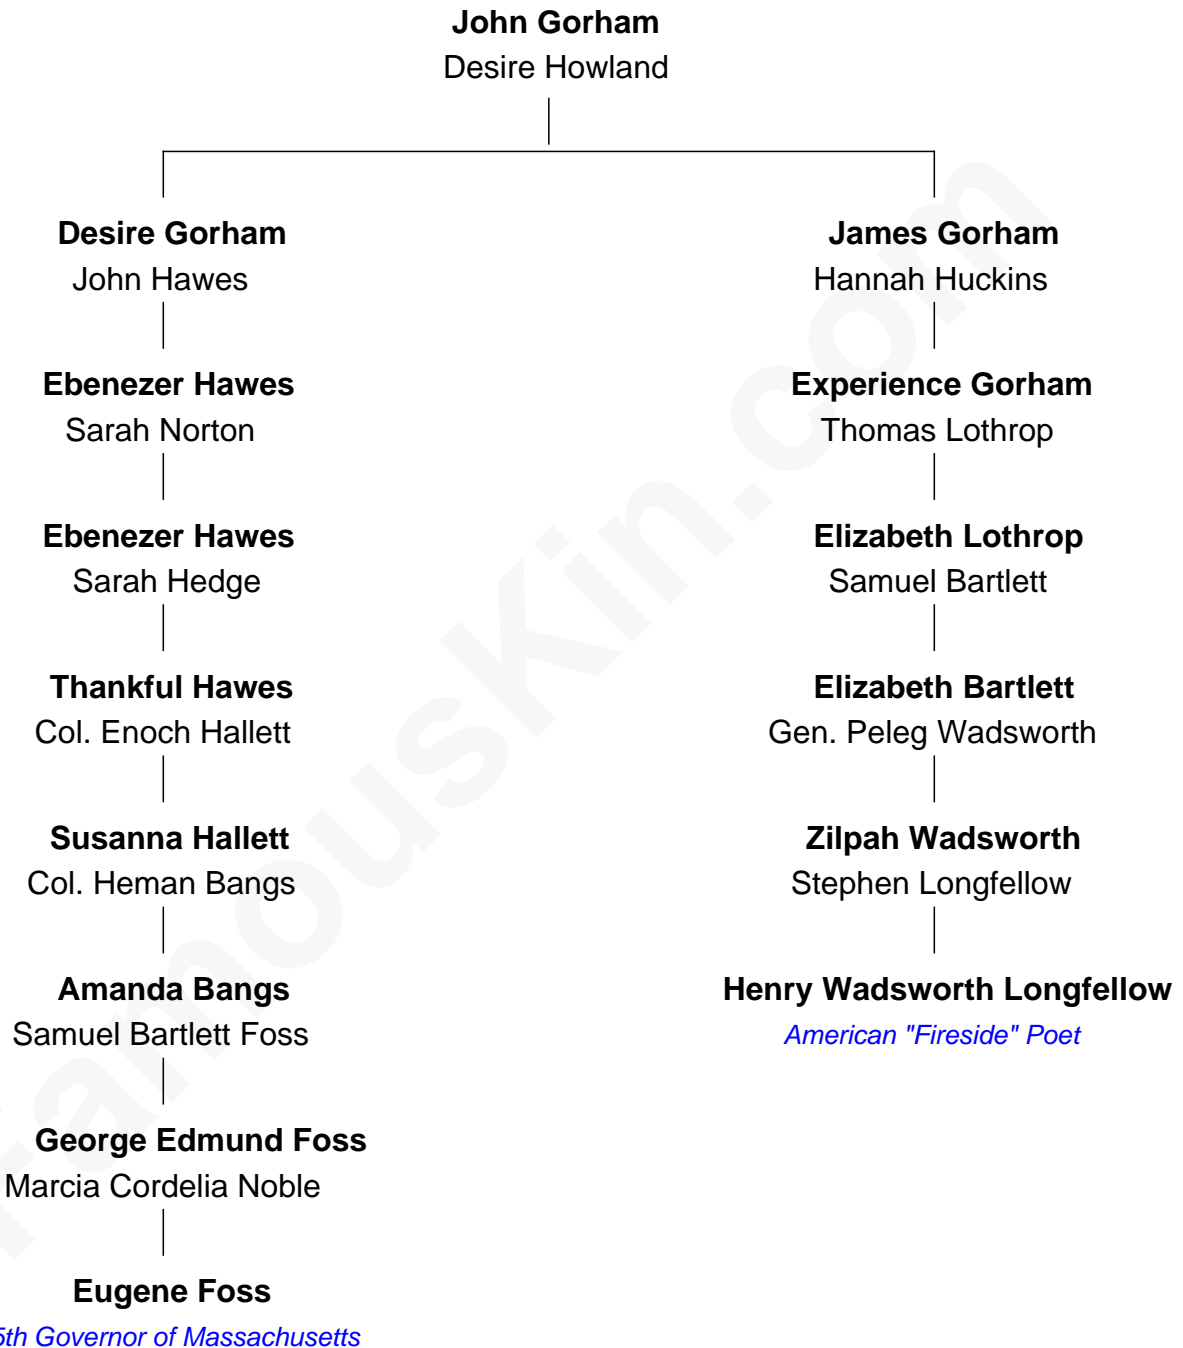 John Gorham
Desire Howland
Desire Gorham
John Hawes
James Gorham
Hannah Huckins
Ebenezer Hawes
Sarah Norton
Experience Gorham
Thomas Lothrop
Ebenezer Hawes
Sarah Hedge
Elizabeth Lothrop
Samuel Bartlett
Thankful Hawes
Col. Enoch Hallett
Elizabeth Bartlett
Gen. Peleg Wadsworth
Susanna Hallett
Col. Heman Bangs
Zilpah Wadsworth
Stephen Longfellow
Amanda Bangs
Samuel Bartlett Foss
Henry Wadsworth Longfellow
American "Fireside" Poet
George Edmund Foss
Marcia Cordelia Noble
Eugene Foss
5th Governor of Massachusetts
FamousKin.com